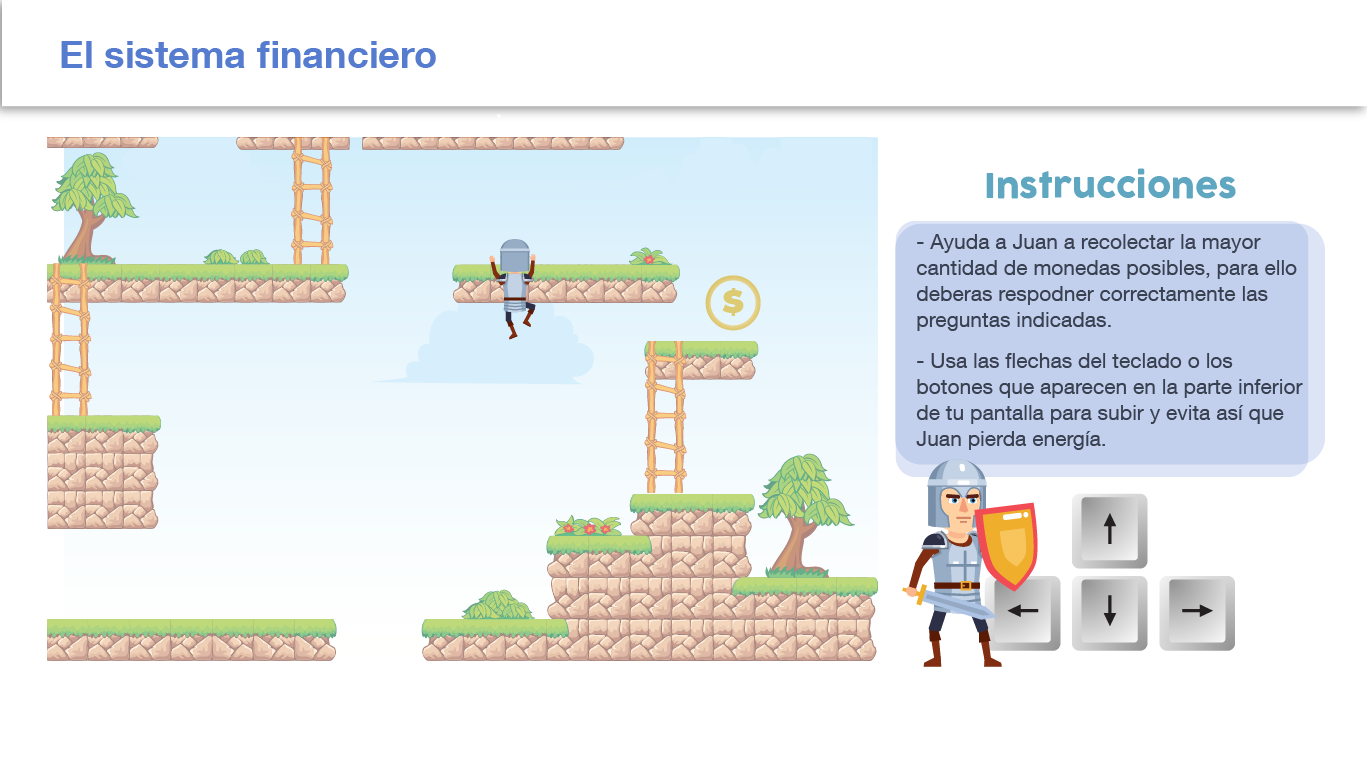 El sistema financiero
$
Instrucciones
- Ayuda a Juan a recolectar la mayor
cantidad de monedas posibles, para ello
deberas respodner correctamente las
preguntas indicadas.
- Usa las flechas del teclado o los
botones que aparecen en la parte inferior
de tu pantalla para subir y evita así que
Juan pierda energía.